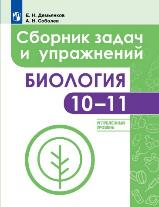 Е. Н. Демьянков
А. Н. Соболев
Сборник задач
и упражнений
БИОЛОГИЯ
10–11
УГЛУБЛЁННЫЙ
УРОВЕНЬ